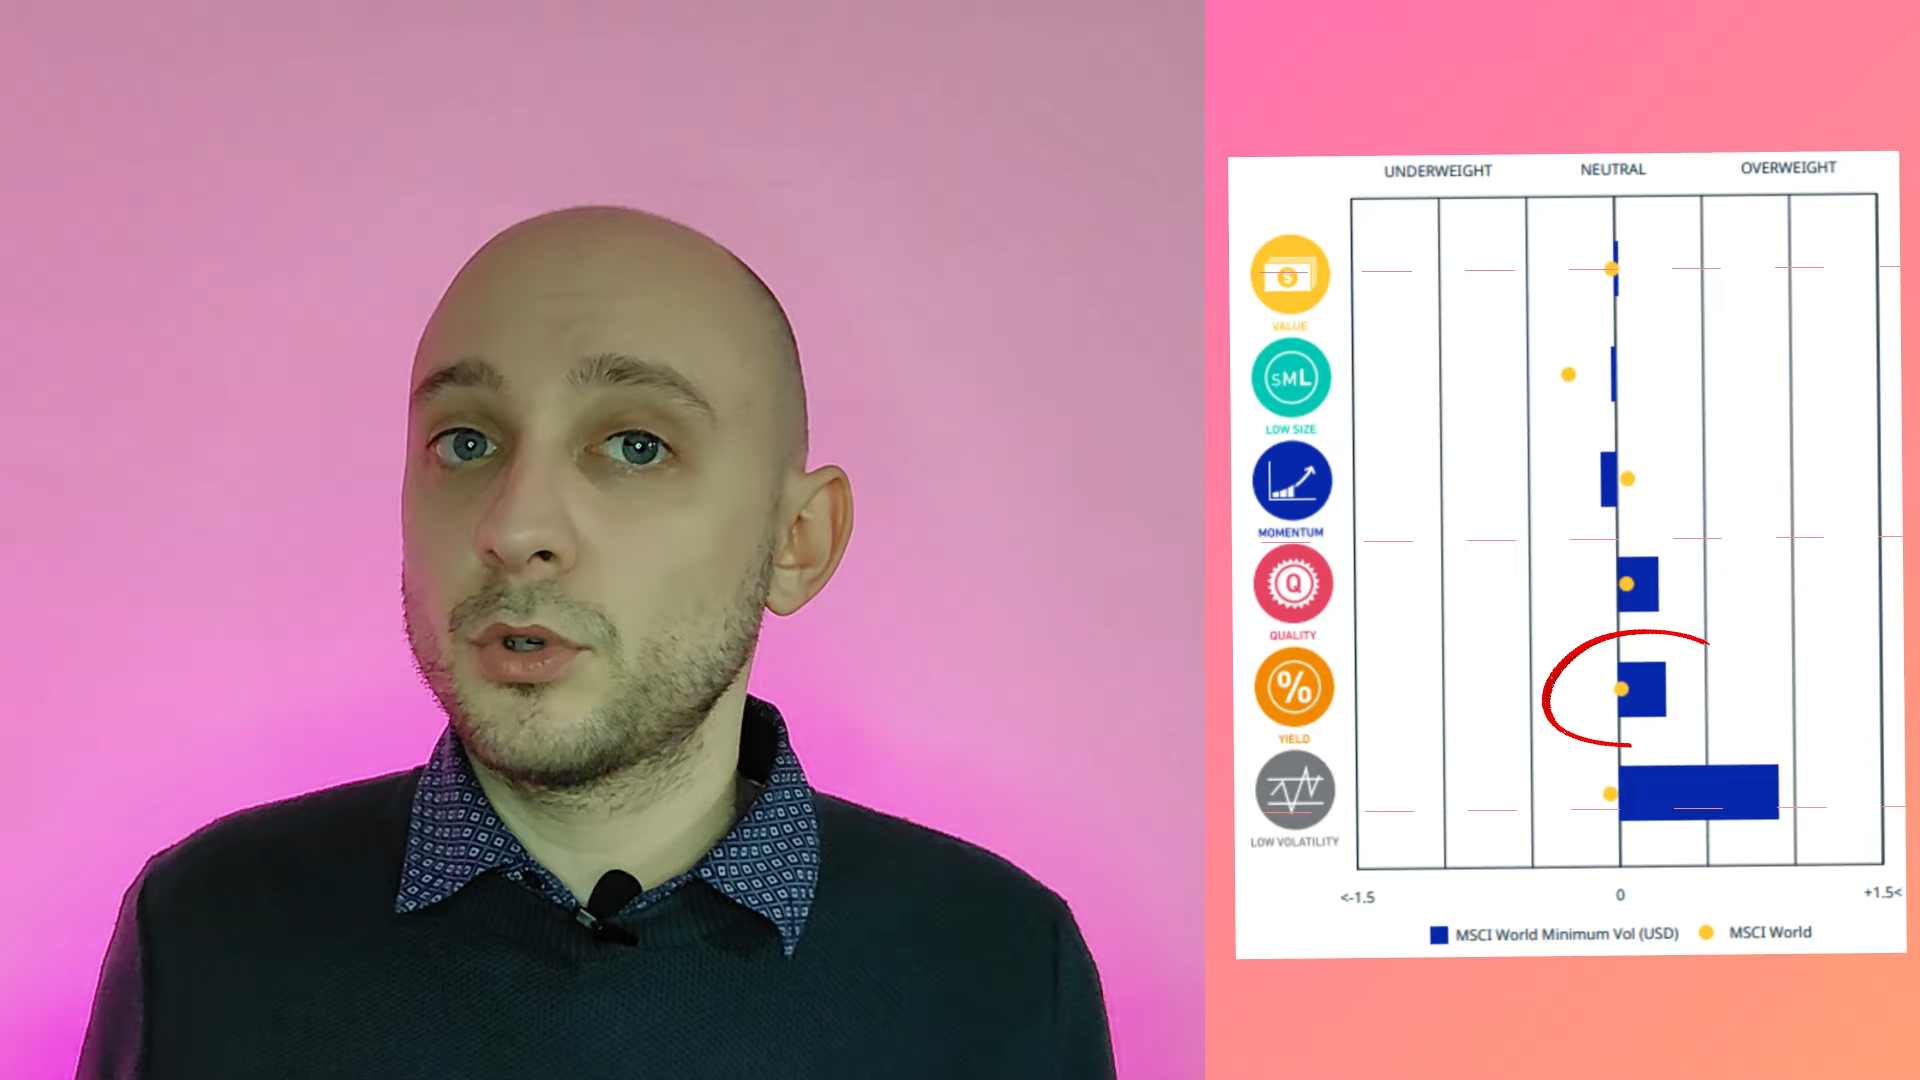 UNDERWEIGHT NEUTRAL OVERWEIGHT
$
VALUE
SML
LOW SIZE
MOMENTUM
Q
QUALITY
%
YIELD
LOW VOLATILITY
<-1.5 0 +1.5<
MSCI World Minimum Vol (USD) MSCI World